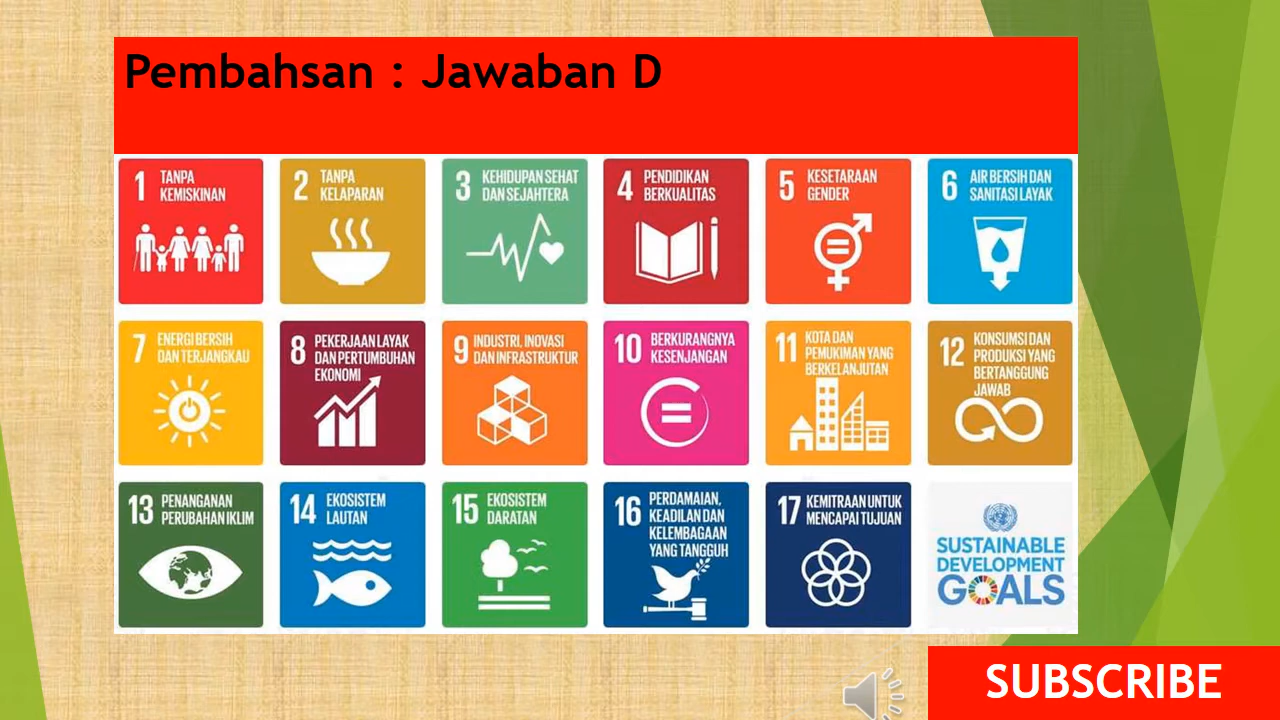 Pembahsan : Jawaban D
1 TANPA
KEMISKINAN
2 TANPA
KELAPARAN
3 KEHIDUPAN SEHAT
DAN SEJAHTERA
4 PENDIDIKAN
BERKUALITAS
5 KESETARAAN
GENDER
6 AIR BERSIH DAN
SANITASI LAYAK
7 ENERGI BERSIH
DAN TERJANGKAU
8 PEKERJAAN LAYAK
DAN PERTUMBUHAN
EKONOMI
9 INDUSTRI, INOVASI
DAN INFRASTRUKTUR
10 BERKURANGNYA
KESENJANGAN
11 KOTA DAN
PEMUKIMAN YANG
BERKELANJUTAN
12 KONSUMSI DAN
PRODUKSI YANG
BERTANGGUNG
JAWAB
13 PENANGANAN
PERUBAHAN IKLIM
14 EKOSISTEM
LAUTAN
15 EKOSISTEM
DARATAN
16 PERDAMAIAN,
KEADILAN DAN
KELEMBAGAAN
YANG TANGGUH
17 KEMITRAAN UNTUK
MENCAPAI TUJUAN
SUSTAINABLE
DEVELOPMENT
GOALS
SUBSCRIBE